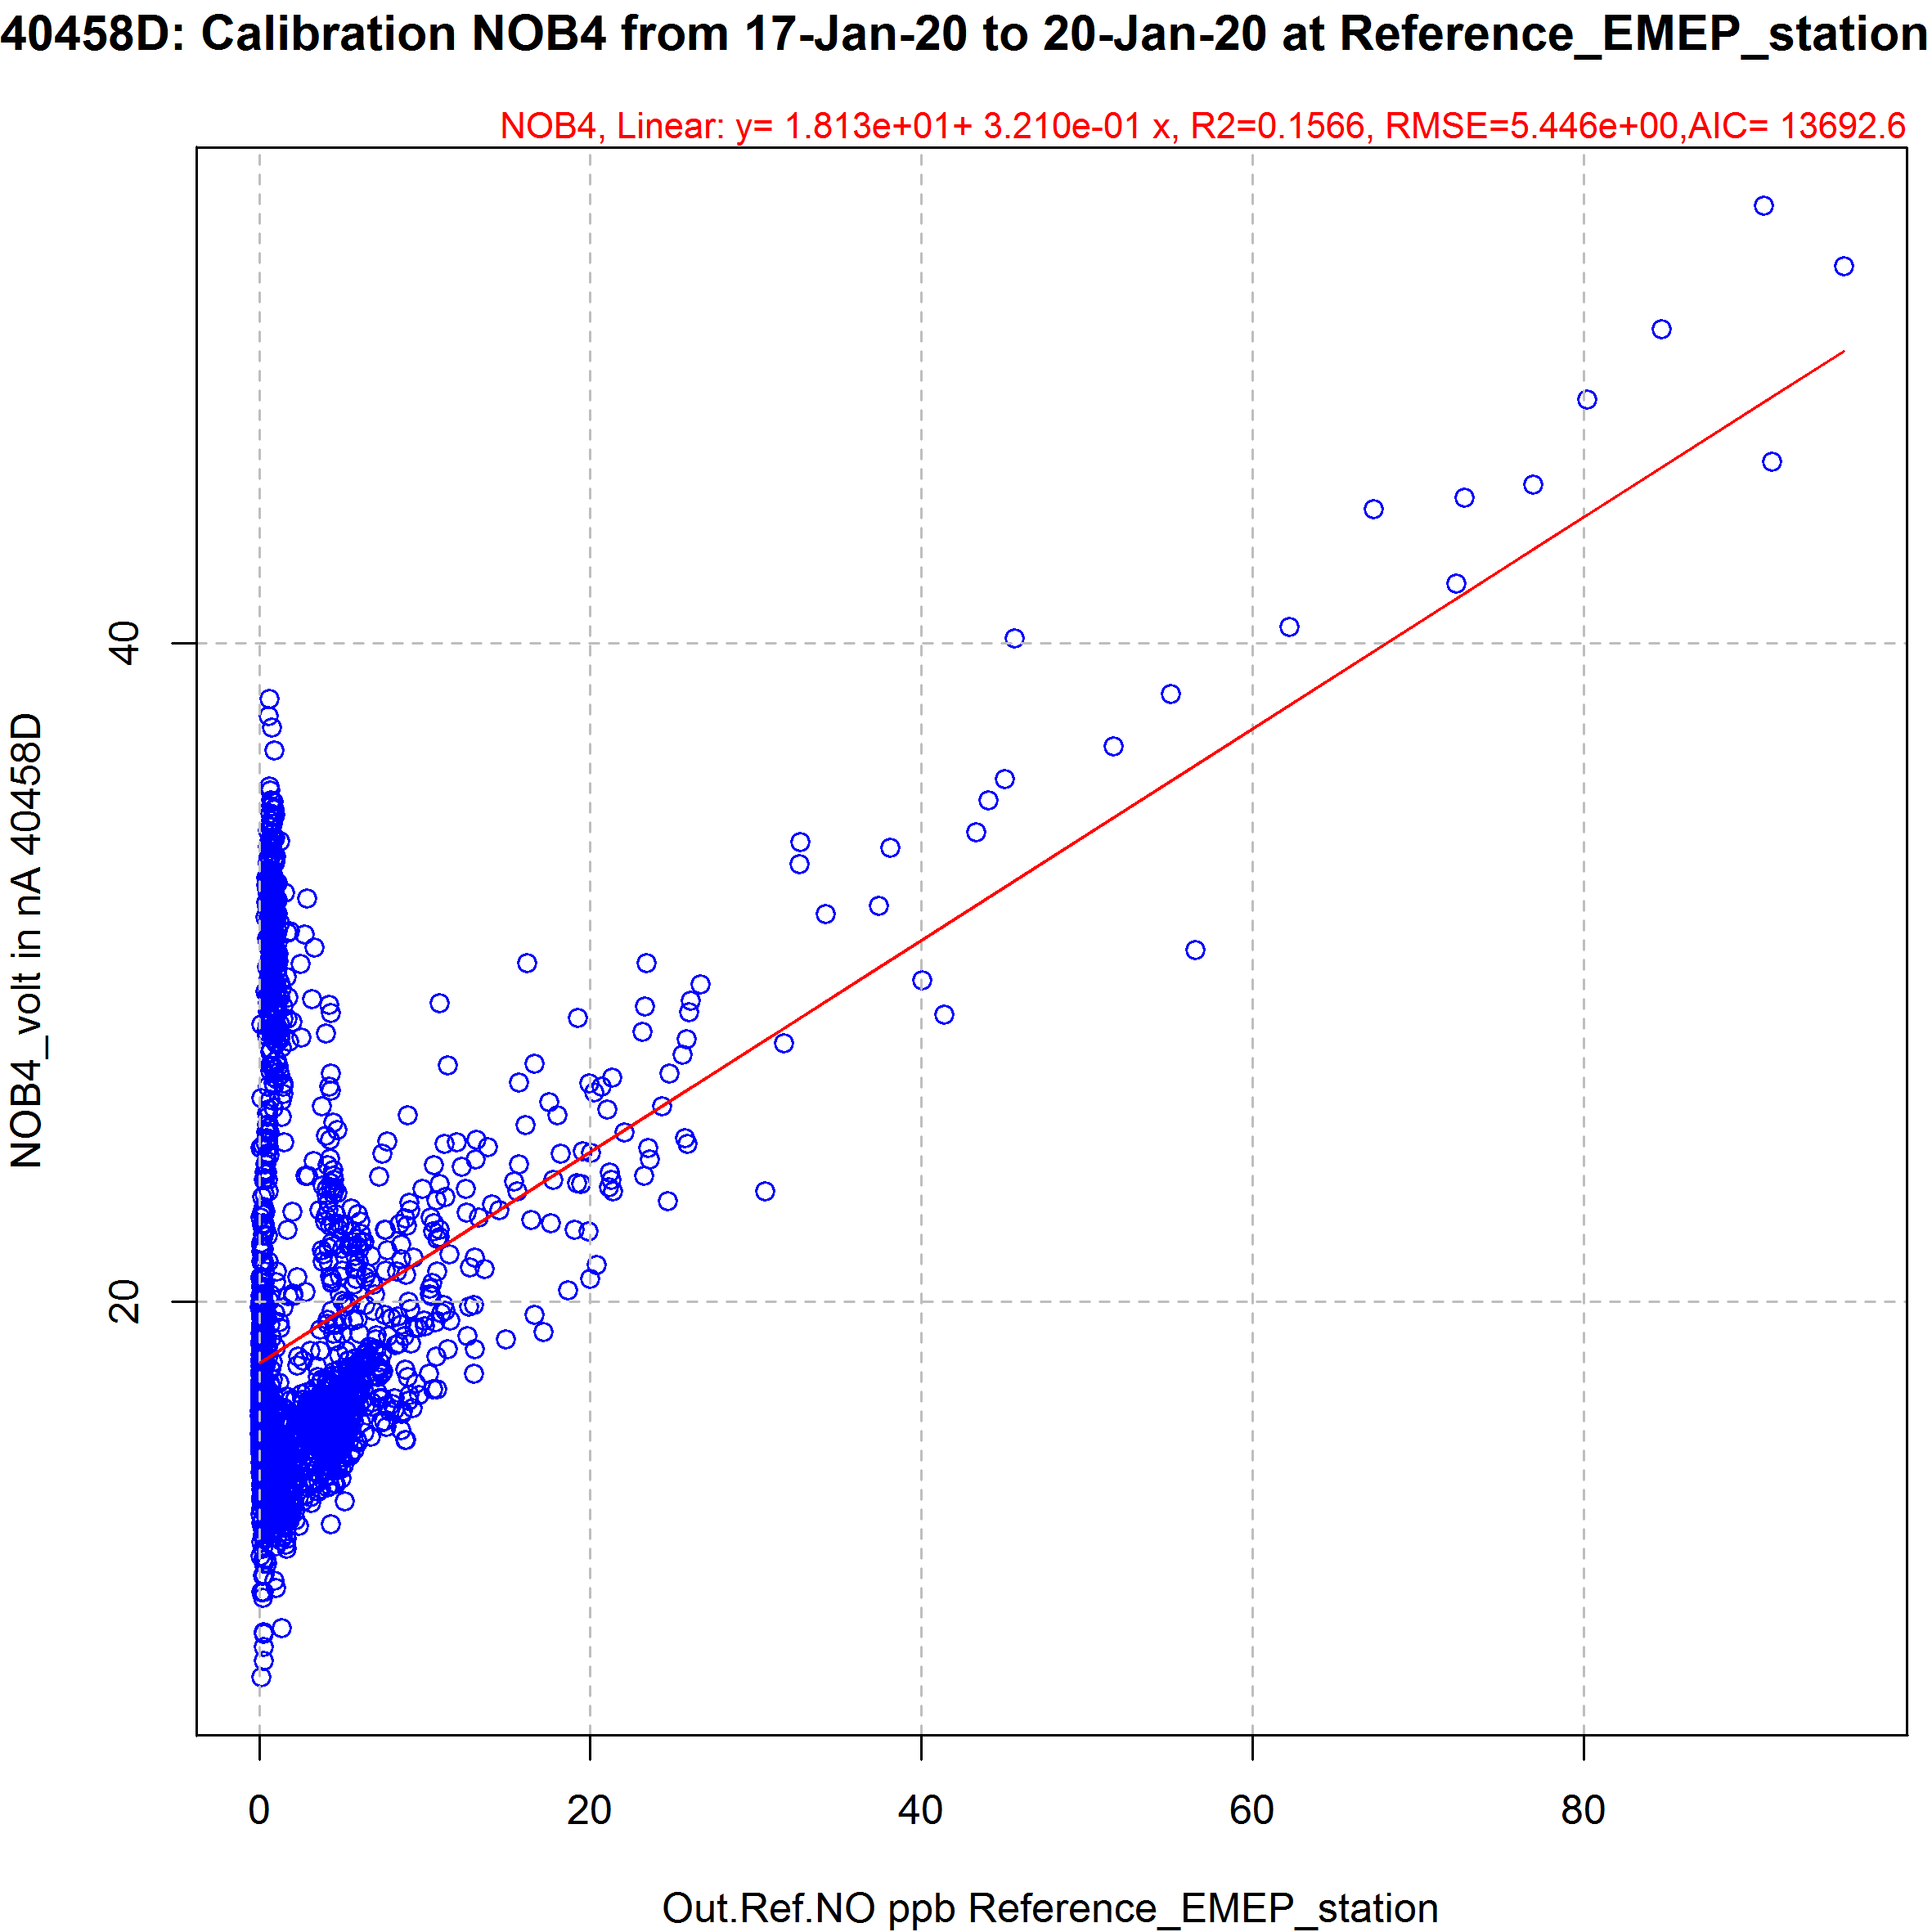 40458D: Calibration NOB4 from 17-Jan-20 to 20-Jan-20 at Reference_EMEP_station
NOB4, Linear: y= 1.813e+01+ 3.210e-01 x, R2=0.1566, RMSE=5.446e+00,AIC= 13692.6
NOB4_volt in nA 40458D
40
20
0 20 40 60 80
Out.Ref.NO ppb Reference_EMEP_station